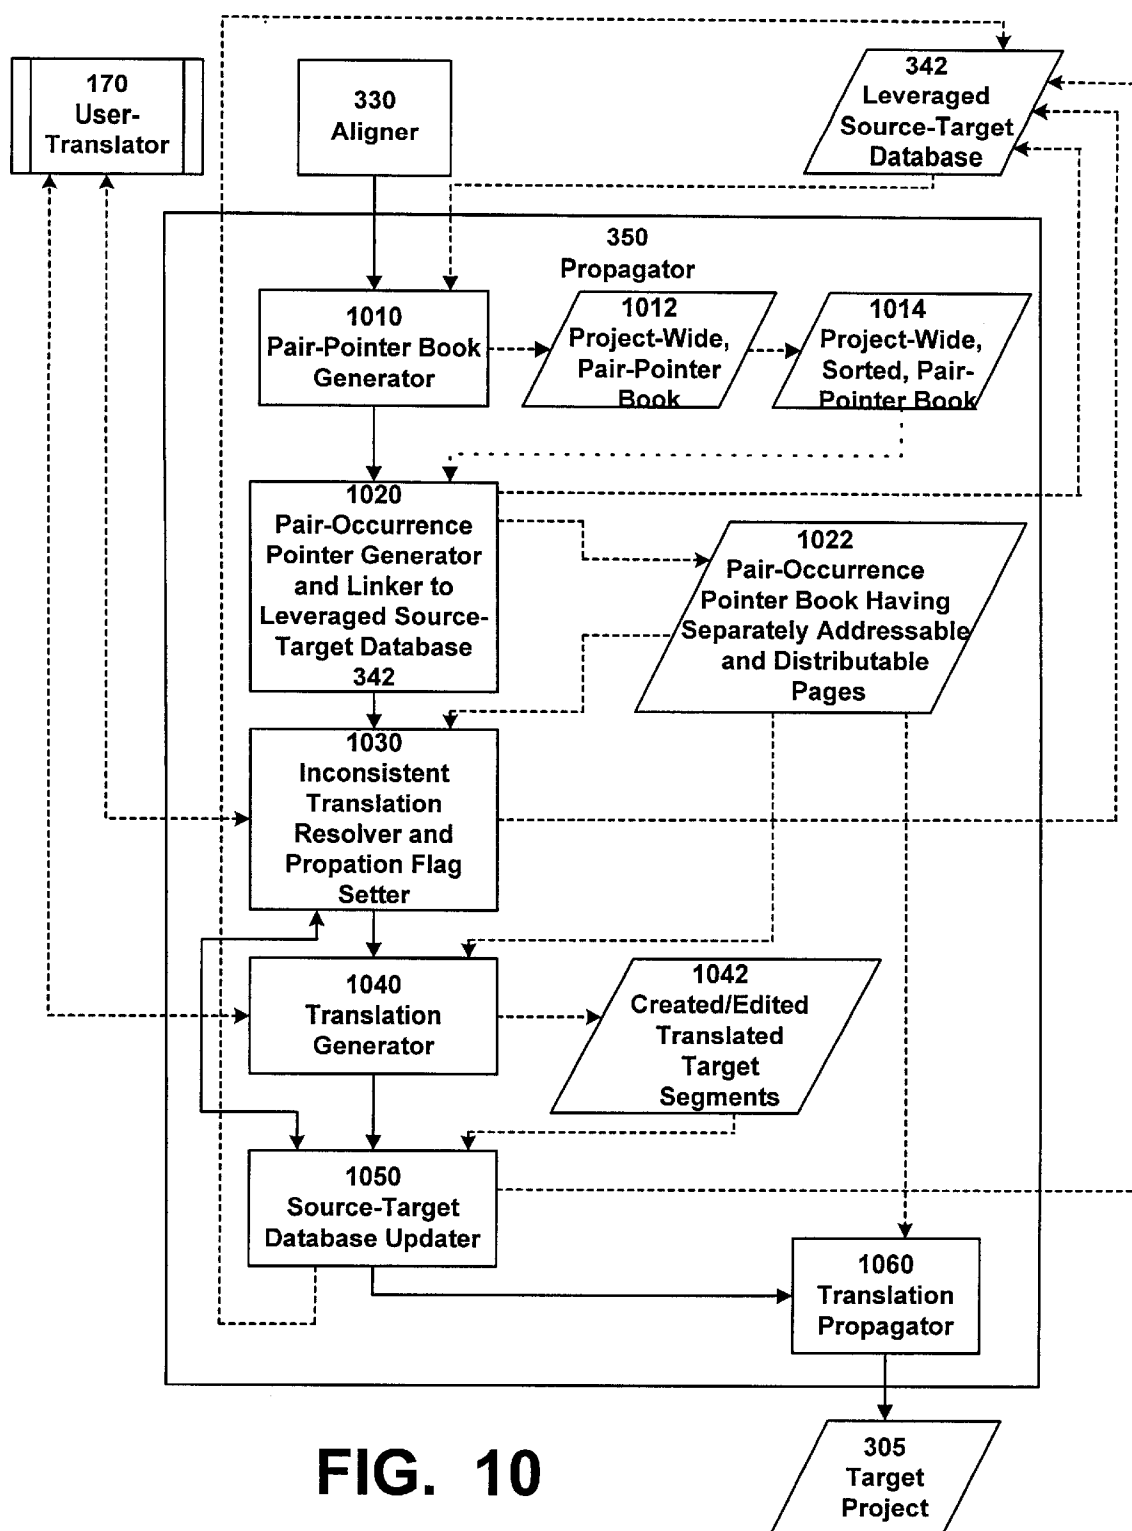 170
User-
Translator
330
Aligner
342
Leveraged
Source-Target
Database
350
Propagator
1010
Pair-Pointer Book
Generator
1012
Project-Wide,
Pair-Pointer
Book
1014
Project-Wide,
Sorted, Pair-
Pointer Book
1020
Pair-Occurrence
Pointer Generator
and Linker to
Leveraged Source-
Target Database
342
1022
Pair-Occurrence
Pointer Book Having
Separately Addressable
and Distributable
Pages
1030
Inconsistent
Translation
Resolver and
Propation Flag
Setter
1040
Translation
Generator
1042
Created/Edited
Translated
Target
Segments
1050
Source-Target
Database Updater
1060
Translation
Propagator
305
Target
Project
FIG. 10